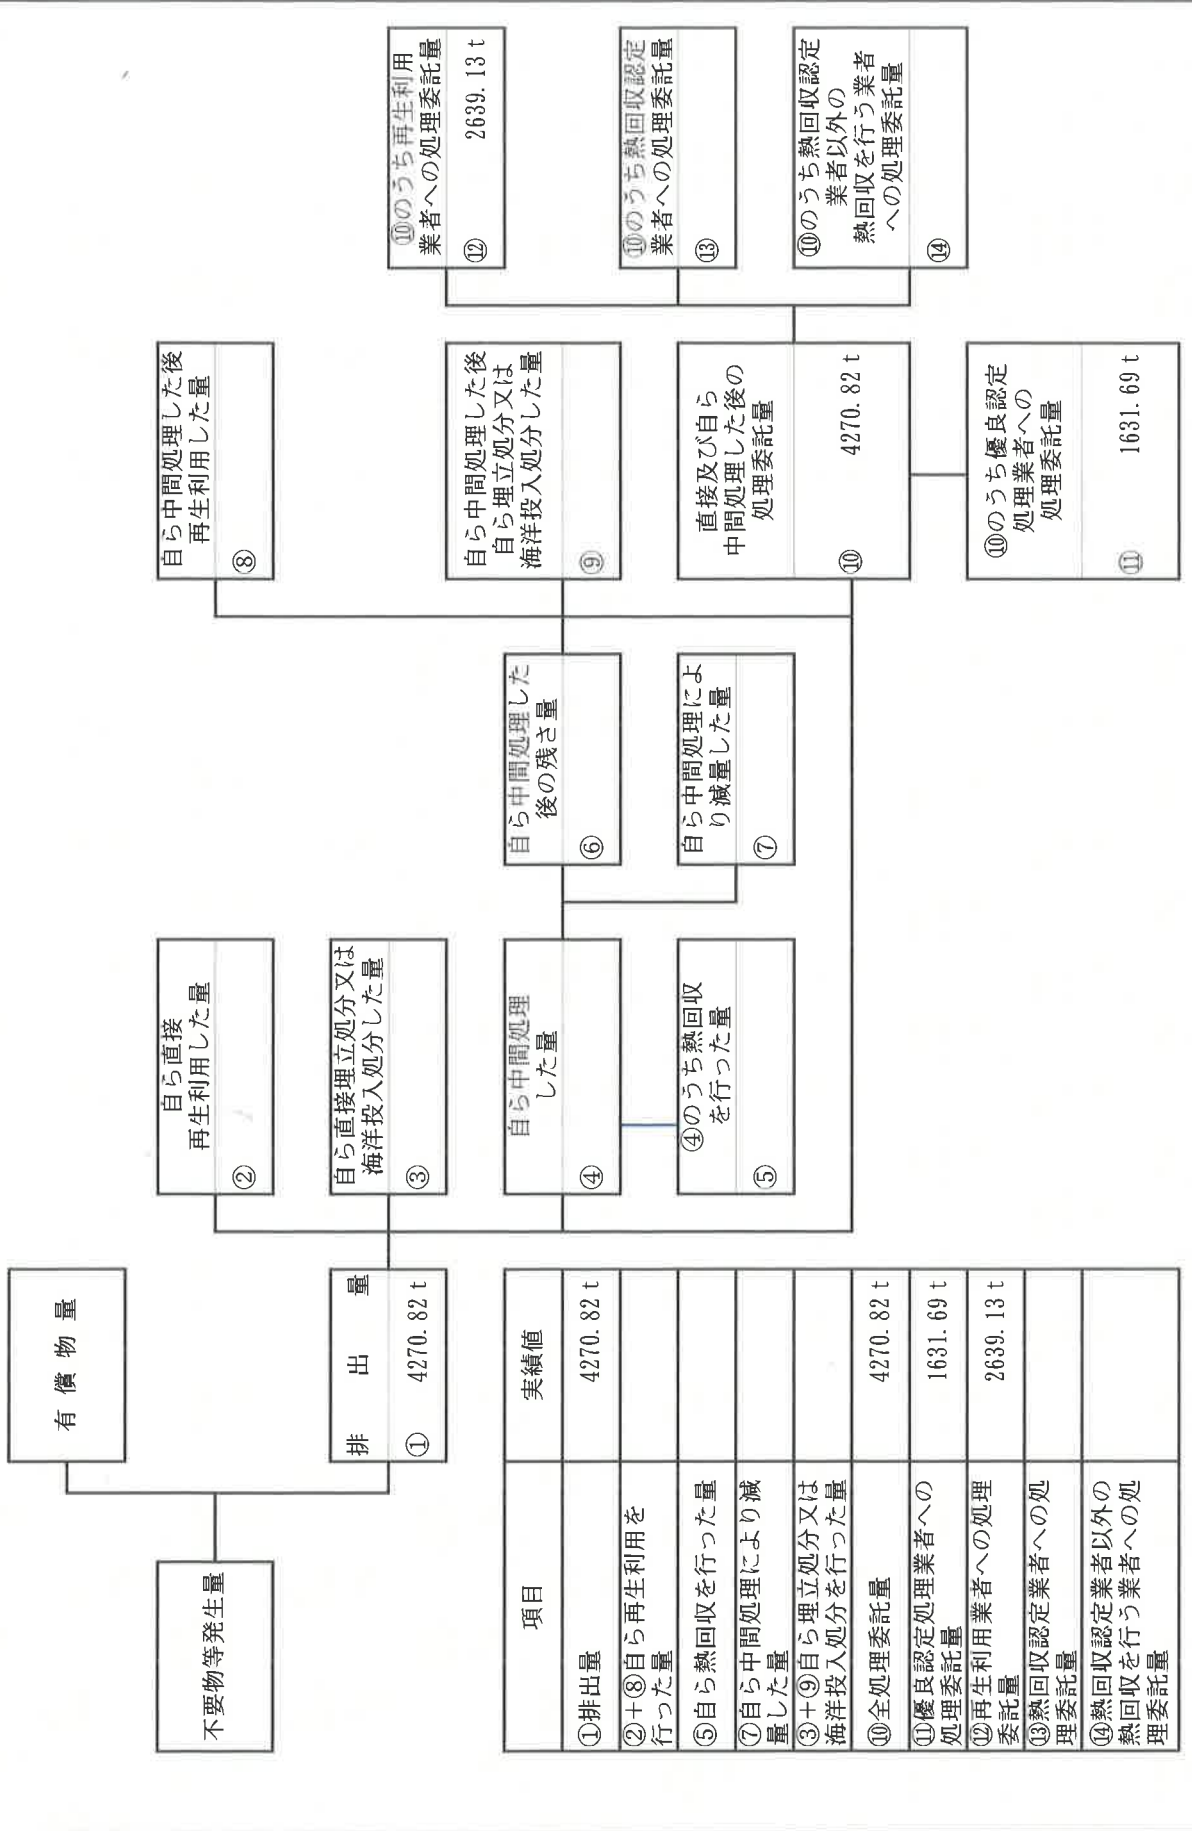 不要物等発生量
有償物量
排出量
① 4270.82 t
自ら直接
再生利用した量
②
自ら直接埋立処分又は
海洋投入処分した量
③
自ら中間処理
した量
④
④のうち熱回収
を行った量
⑤
自ら中間処理した
後の残さ量
⑥
自ら中間処理によ
り減量した量
⑦
自ら中間処理した後
再生利用した量
⑧
自ら中間処理した後
自ら埋立処分又は
海洋投入処分した量
⑨
直接及び自ら
中間処理した後の
処理委託量
⑩ 4270.82 t
⑩のうち優良認定
処理業者への
処理委託量
⑪ 1631.69 t
⑩のうち再生利用
業者への処理委託量
⑫ 2639.13 t
⑩のうち熱回収認定
業者への処理委託量
⑬
⑩のうち熱回収認定
業者以外の
熱回収を行う業者
への処理委託量
⑭
項目 実績値
①排出量 4270.82 t
②+⑧自ら再生利用を
行った量
⑤自ら熱回収を行った量
⑦自ら中間処理により減
量した量
③+⑨自ら埋立処分又は
海洋投入処分を行った量
⑩全処理委託量 4270.82 t
⑪優良認定処理業者への
処理委託量 1631.69 t
⑫再生利用業者への処理
委託量 2639.13 t
⑬熱回収認定業者への処
理委託量
⑭熱回収認定業者以外の
熱回収を行う業者への処
理委託量